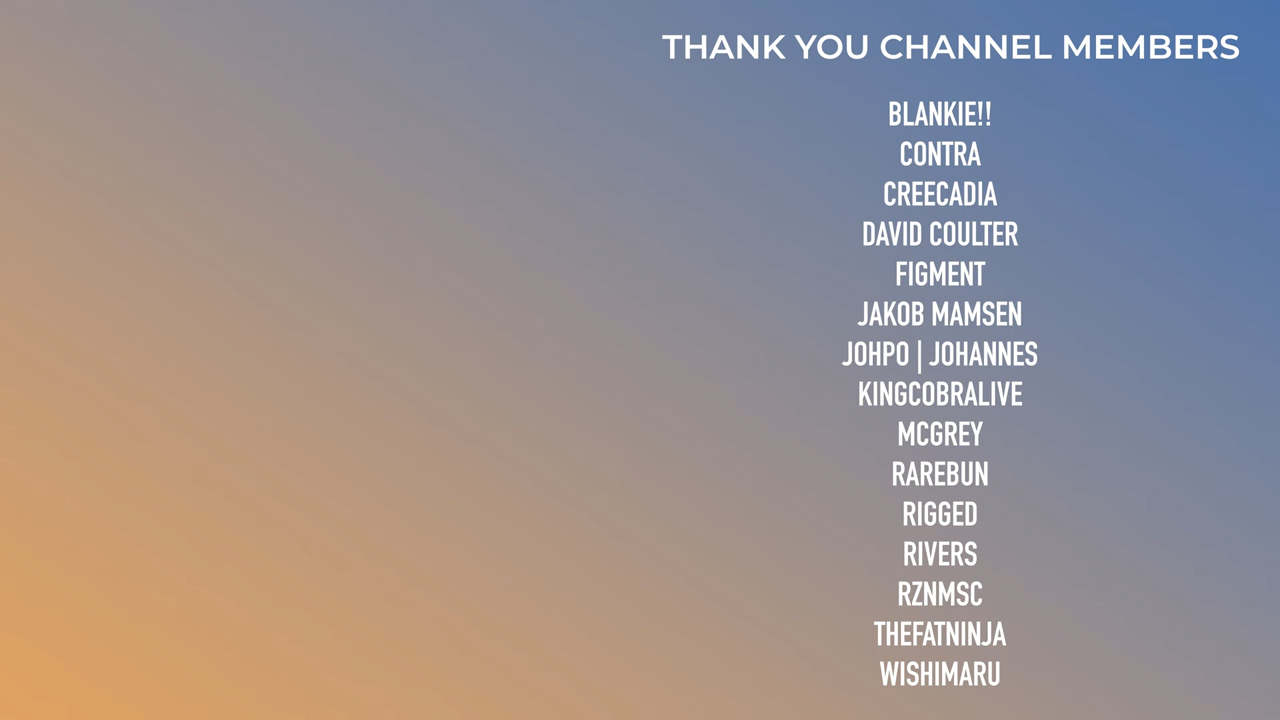 THANK YOU CHANNEL MEMBERS
BLANKIE!!
CONTRA
CREECADIA
DAVID COULTER
FIGMENT
JAKOB MAMSEN
JOHPO | JOHANNES
KINGCOBRALIVE
MCGREY
RAREBUN
RIGGED
RIVERS
RZNMSC
THEFATNINJA
WISHIMARU